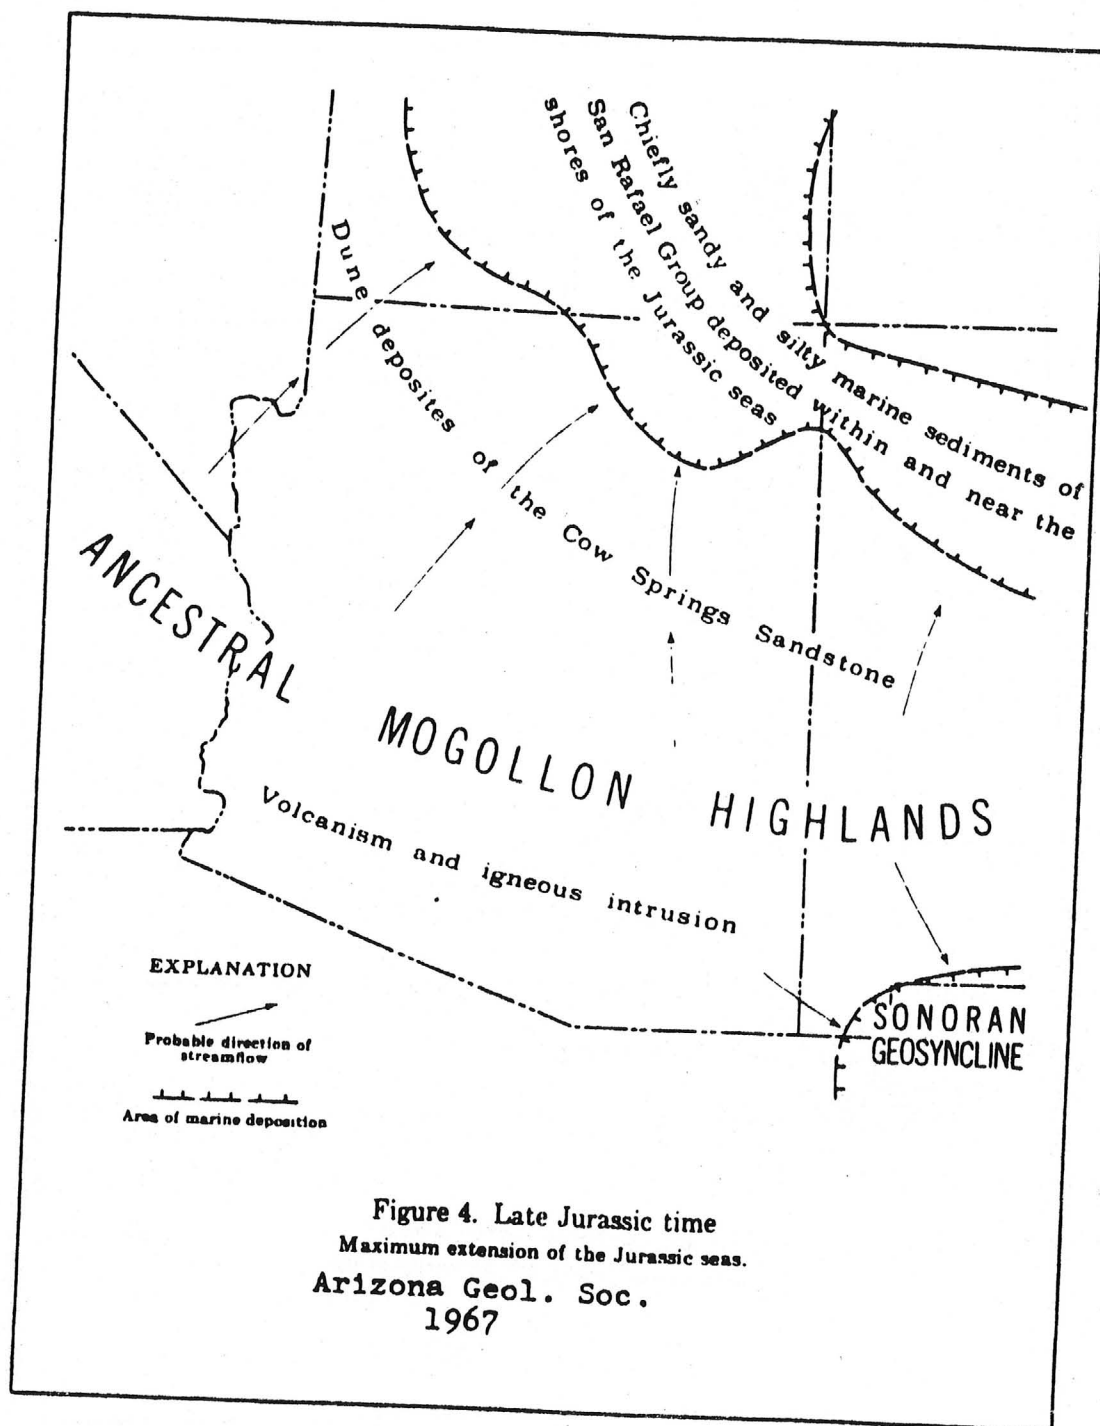 Chiefly sandy and silty marine sediments of
San Rafael Group deposited within and near the
shores of the Jurassic seas
Dune deposites of the Cow Springs Sandstone
ANCESTRAL MOGOLLON HIGHLANDS
Volcanism and igneous intrusion
SONORAN
GEOSYNCLINE
EXPLANATION
Probable direction of
streamflow
Area of marine deposition
Figure 4. Late Jurassic time
Maximum extension of the Jurassic seas.
Arizona Geol. Soc.
1967